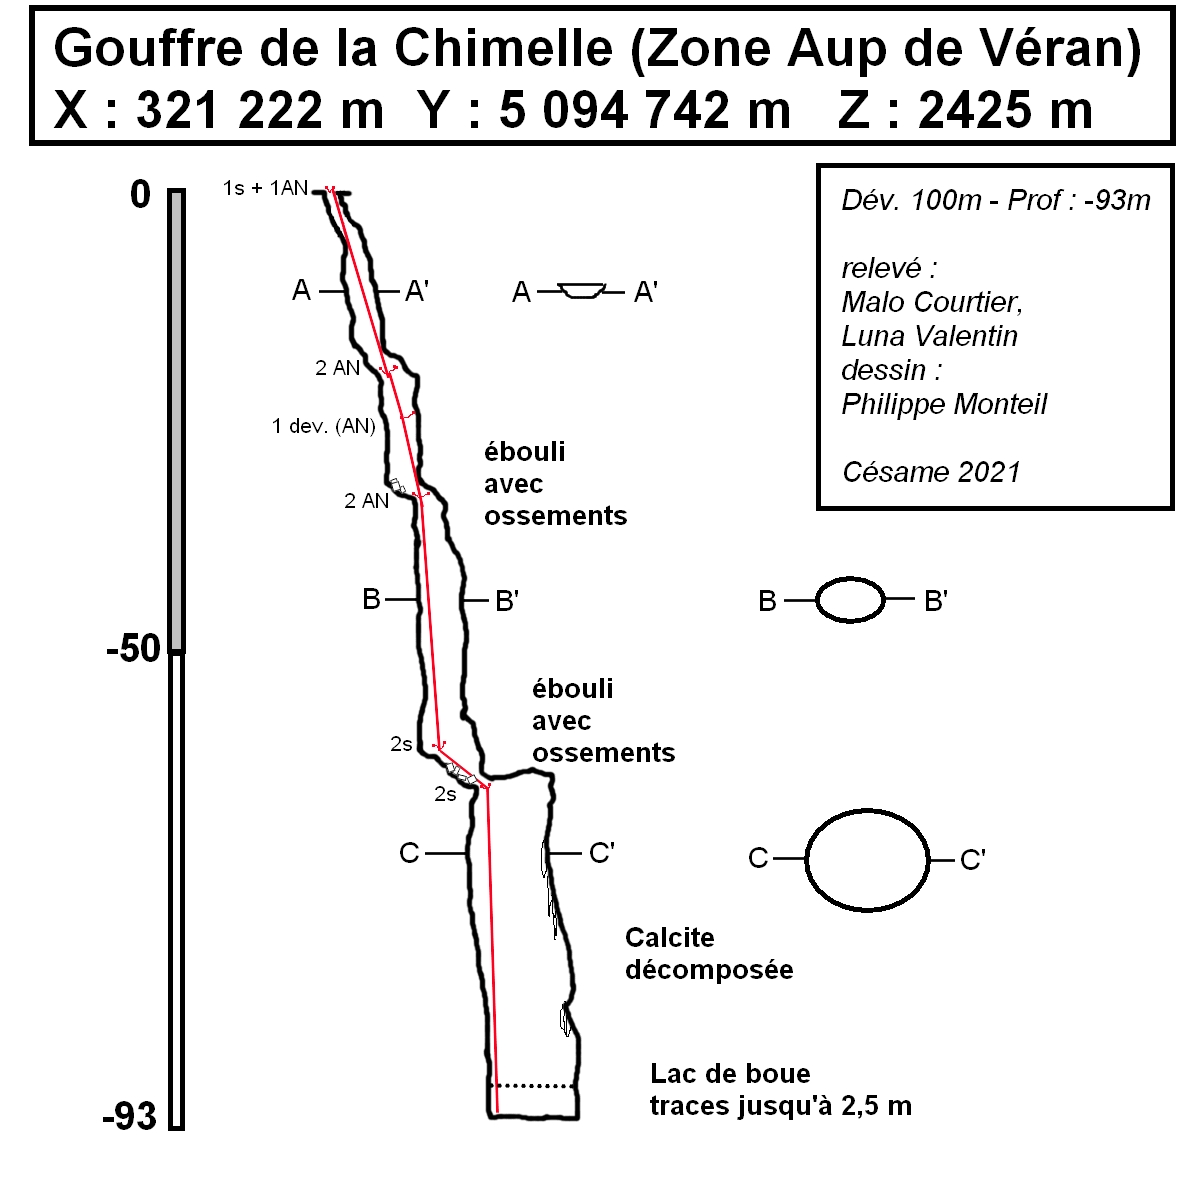 Gouffre de la Chimelle (Zone Aup de Véran)
X : 321 222 m  Y : 5 094 742 m  Z : 2425 m
Dév. 100m - Prof : -93m
relevé :
Malo Courtier,
Luna Valentin
dessin :
Philippe Monteil
Césame 2021
0
1s + 1AN
A A' A A'
2 AN
1 dev. (AN)
ébouli
avec
ossements
2 AN
B B' B B'
-50
ébouli
avec
ossements
2s
2s
C C' C C'
Calcite
décomposée
Lac de boue
traces jusqu'à 2,5 m
-93